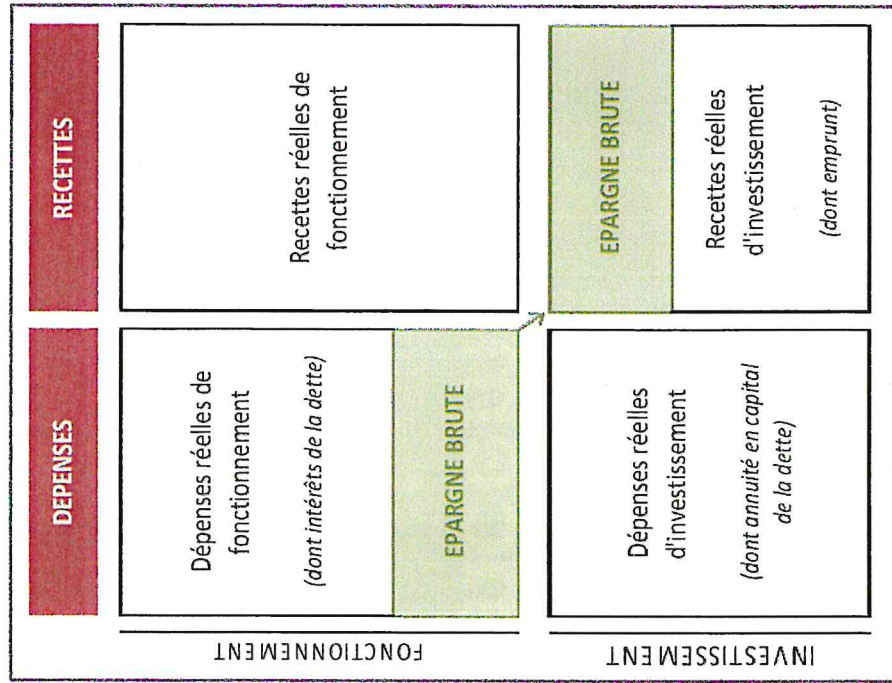 DEPENSES
RECETTES
FONCTIONNEMENT
Dépenses réelles de
fonctionnement
(dont intérêts de la dette)
EPARGNE BRUTE
Recettes réelles de
fonctionnement
INVESTISSEMENT
Dépenses réelles
d'investissement
(dont annuité en capital
de la dette)
EPARGNE BRUTE
Recettes réelles
d'investissement
(dont emprunt)